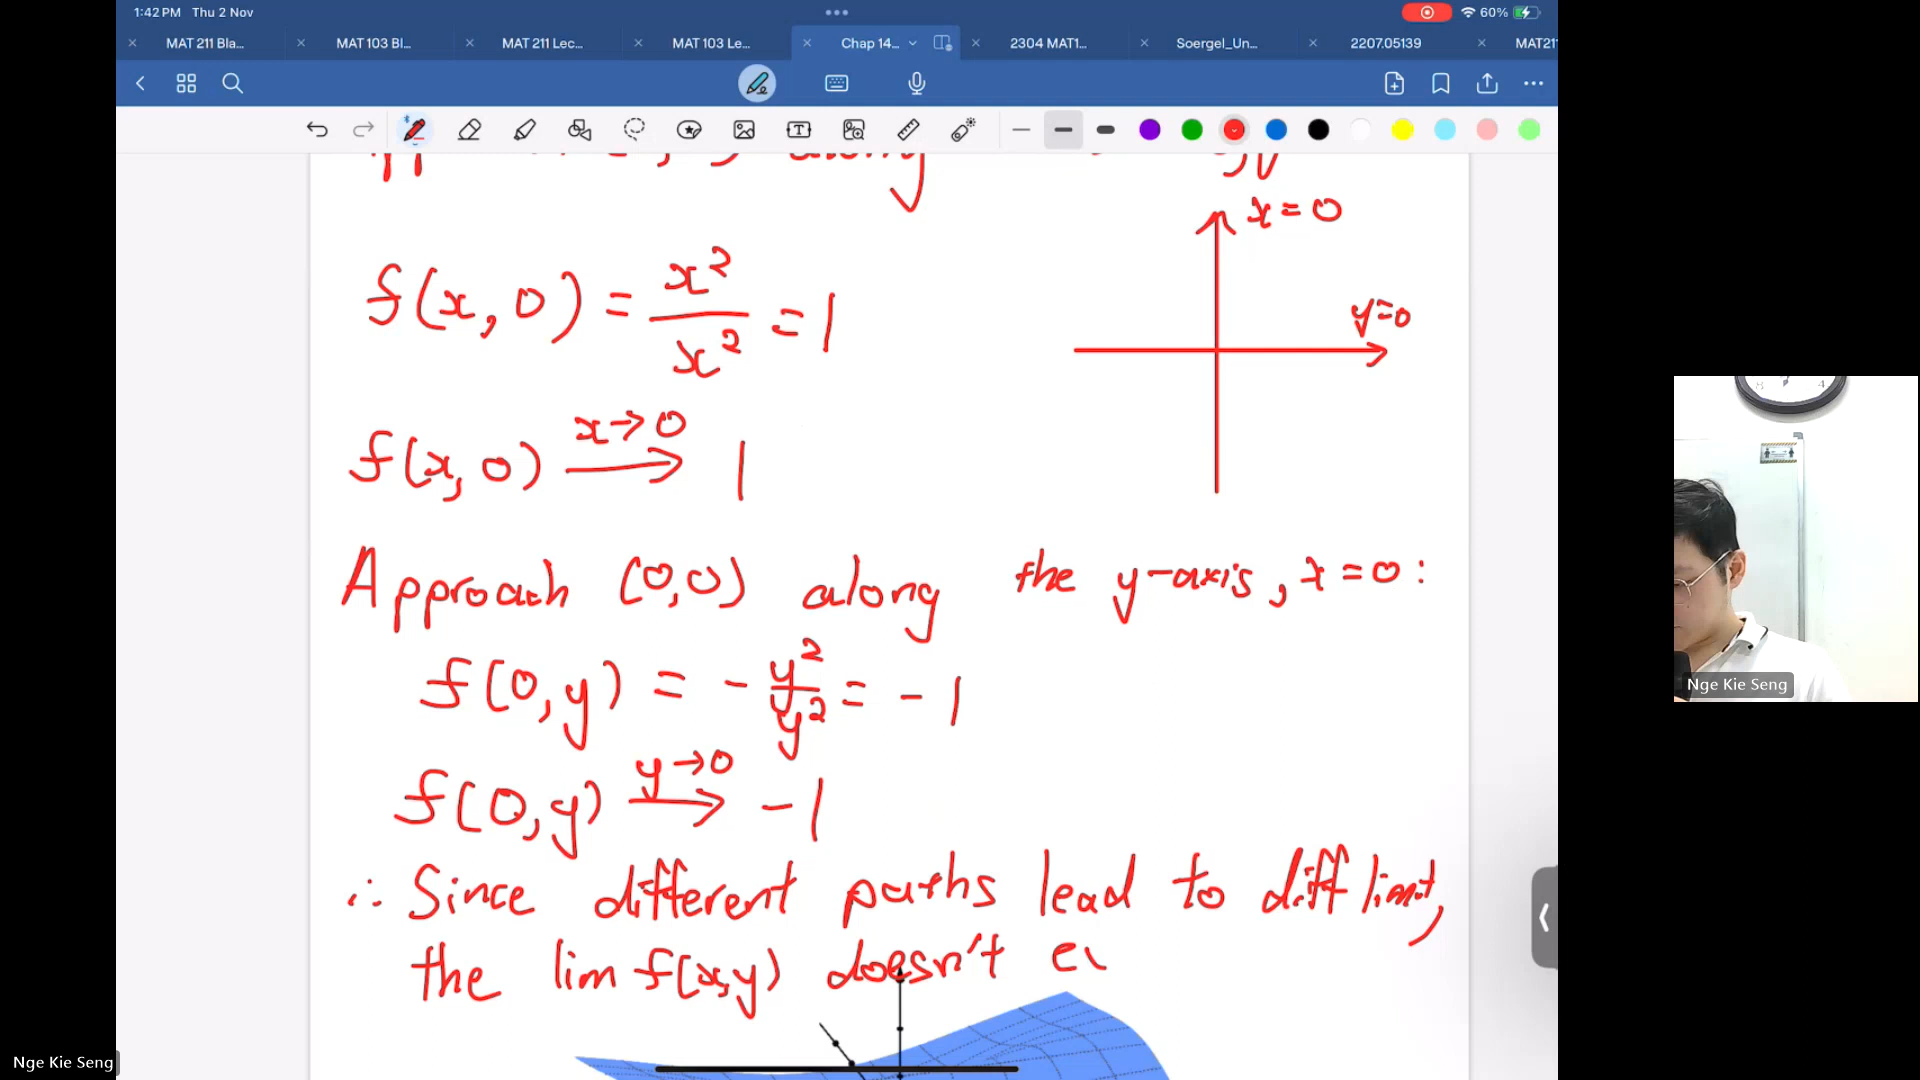 1:42 PM Thu 2 Nov
60%
MAT 211 Bla...
MAT 103 Bl...
MAT 211 Lec...
MAT 103 Le...
Chap 14...
2304 MAT1...
Soergel_Un...
2207.05139
MAT21
along
x = 0
f(x, 0) = x²/x² = 1
y=0
f(x, 0) x→0 ⟶ 1
Approach (0,0) along the y-axis, x = 0 :
f(0, y) = - y²/y² = -1
f(0, y) y→0 ⟶ -1
∴ Since different paths lead to diff limit,
the lim f(x,y) doesn't
Nge Kie Seng
Nge Kie Seng